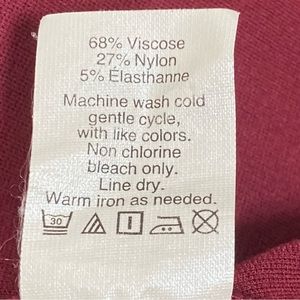 68% Viscose
27% Nylon
5% Élasthanne
Machine wash cold
gentle cycle,
with like colors.
Non chlorine
bleach only.
Line dry.
Warm iron as needed.
30